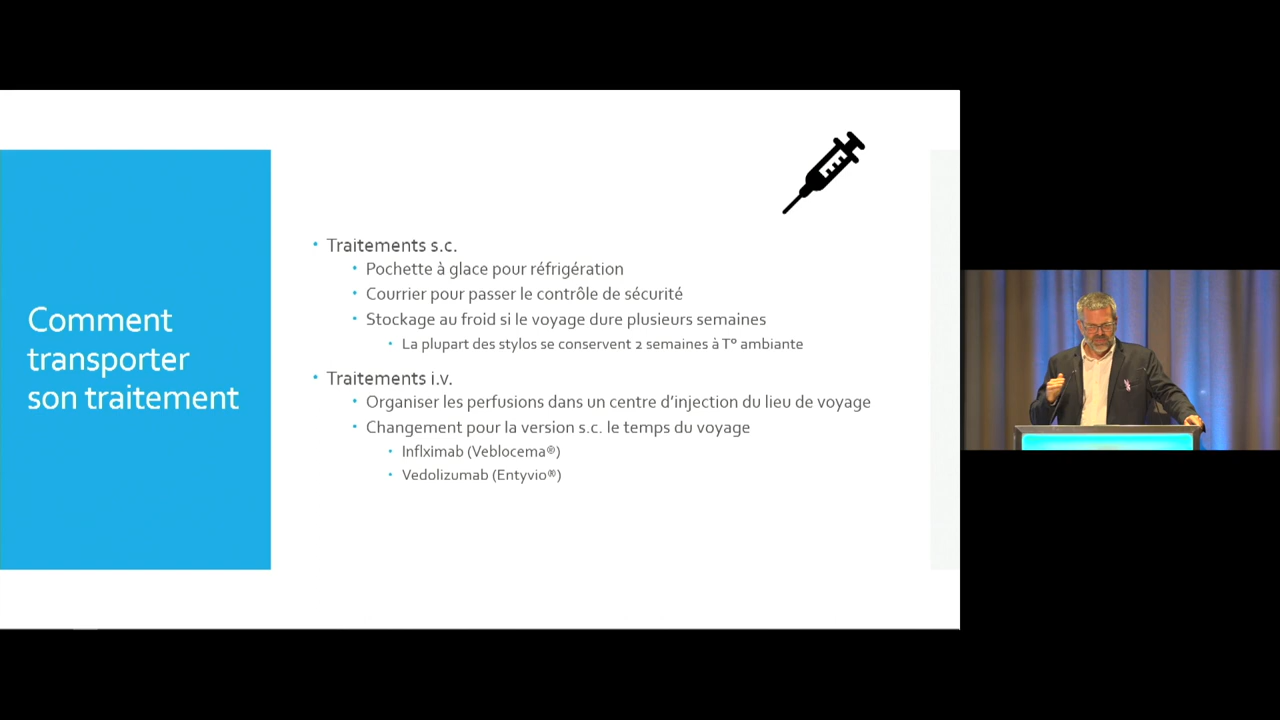 Comment
transporter
son traitement
• Traitements s.c.
• Pochette à glace pour réfrigération
• Courrier pour passer le contrôle de sécurité
• Stockage au froid si le voyage dure plusieurs semaines
• La plupart des stylos se conservent 2 semaines à T° ambiante
• Traitements i.v.
• Organiser les perfusions dans un centre d’injection du lieu de voyage
• Changement pour la version s.c. le temps du voyage
• Inflximab (Veblocema®)
• Vedolizumab (Entyvio®)